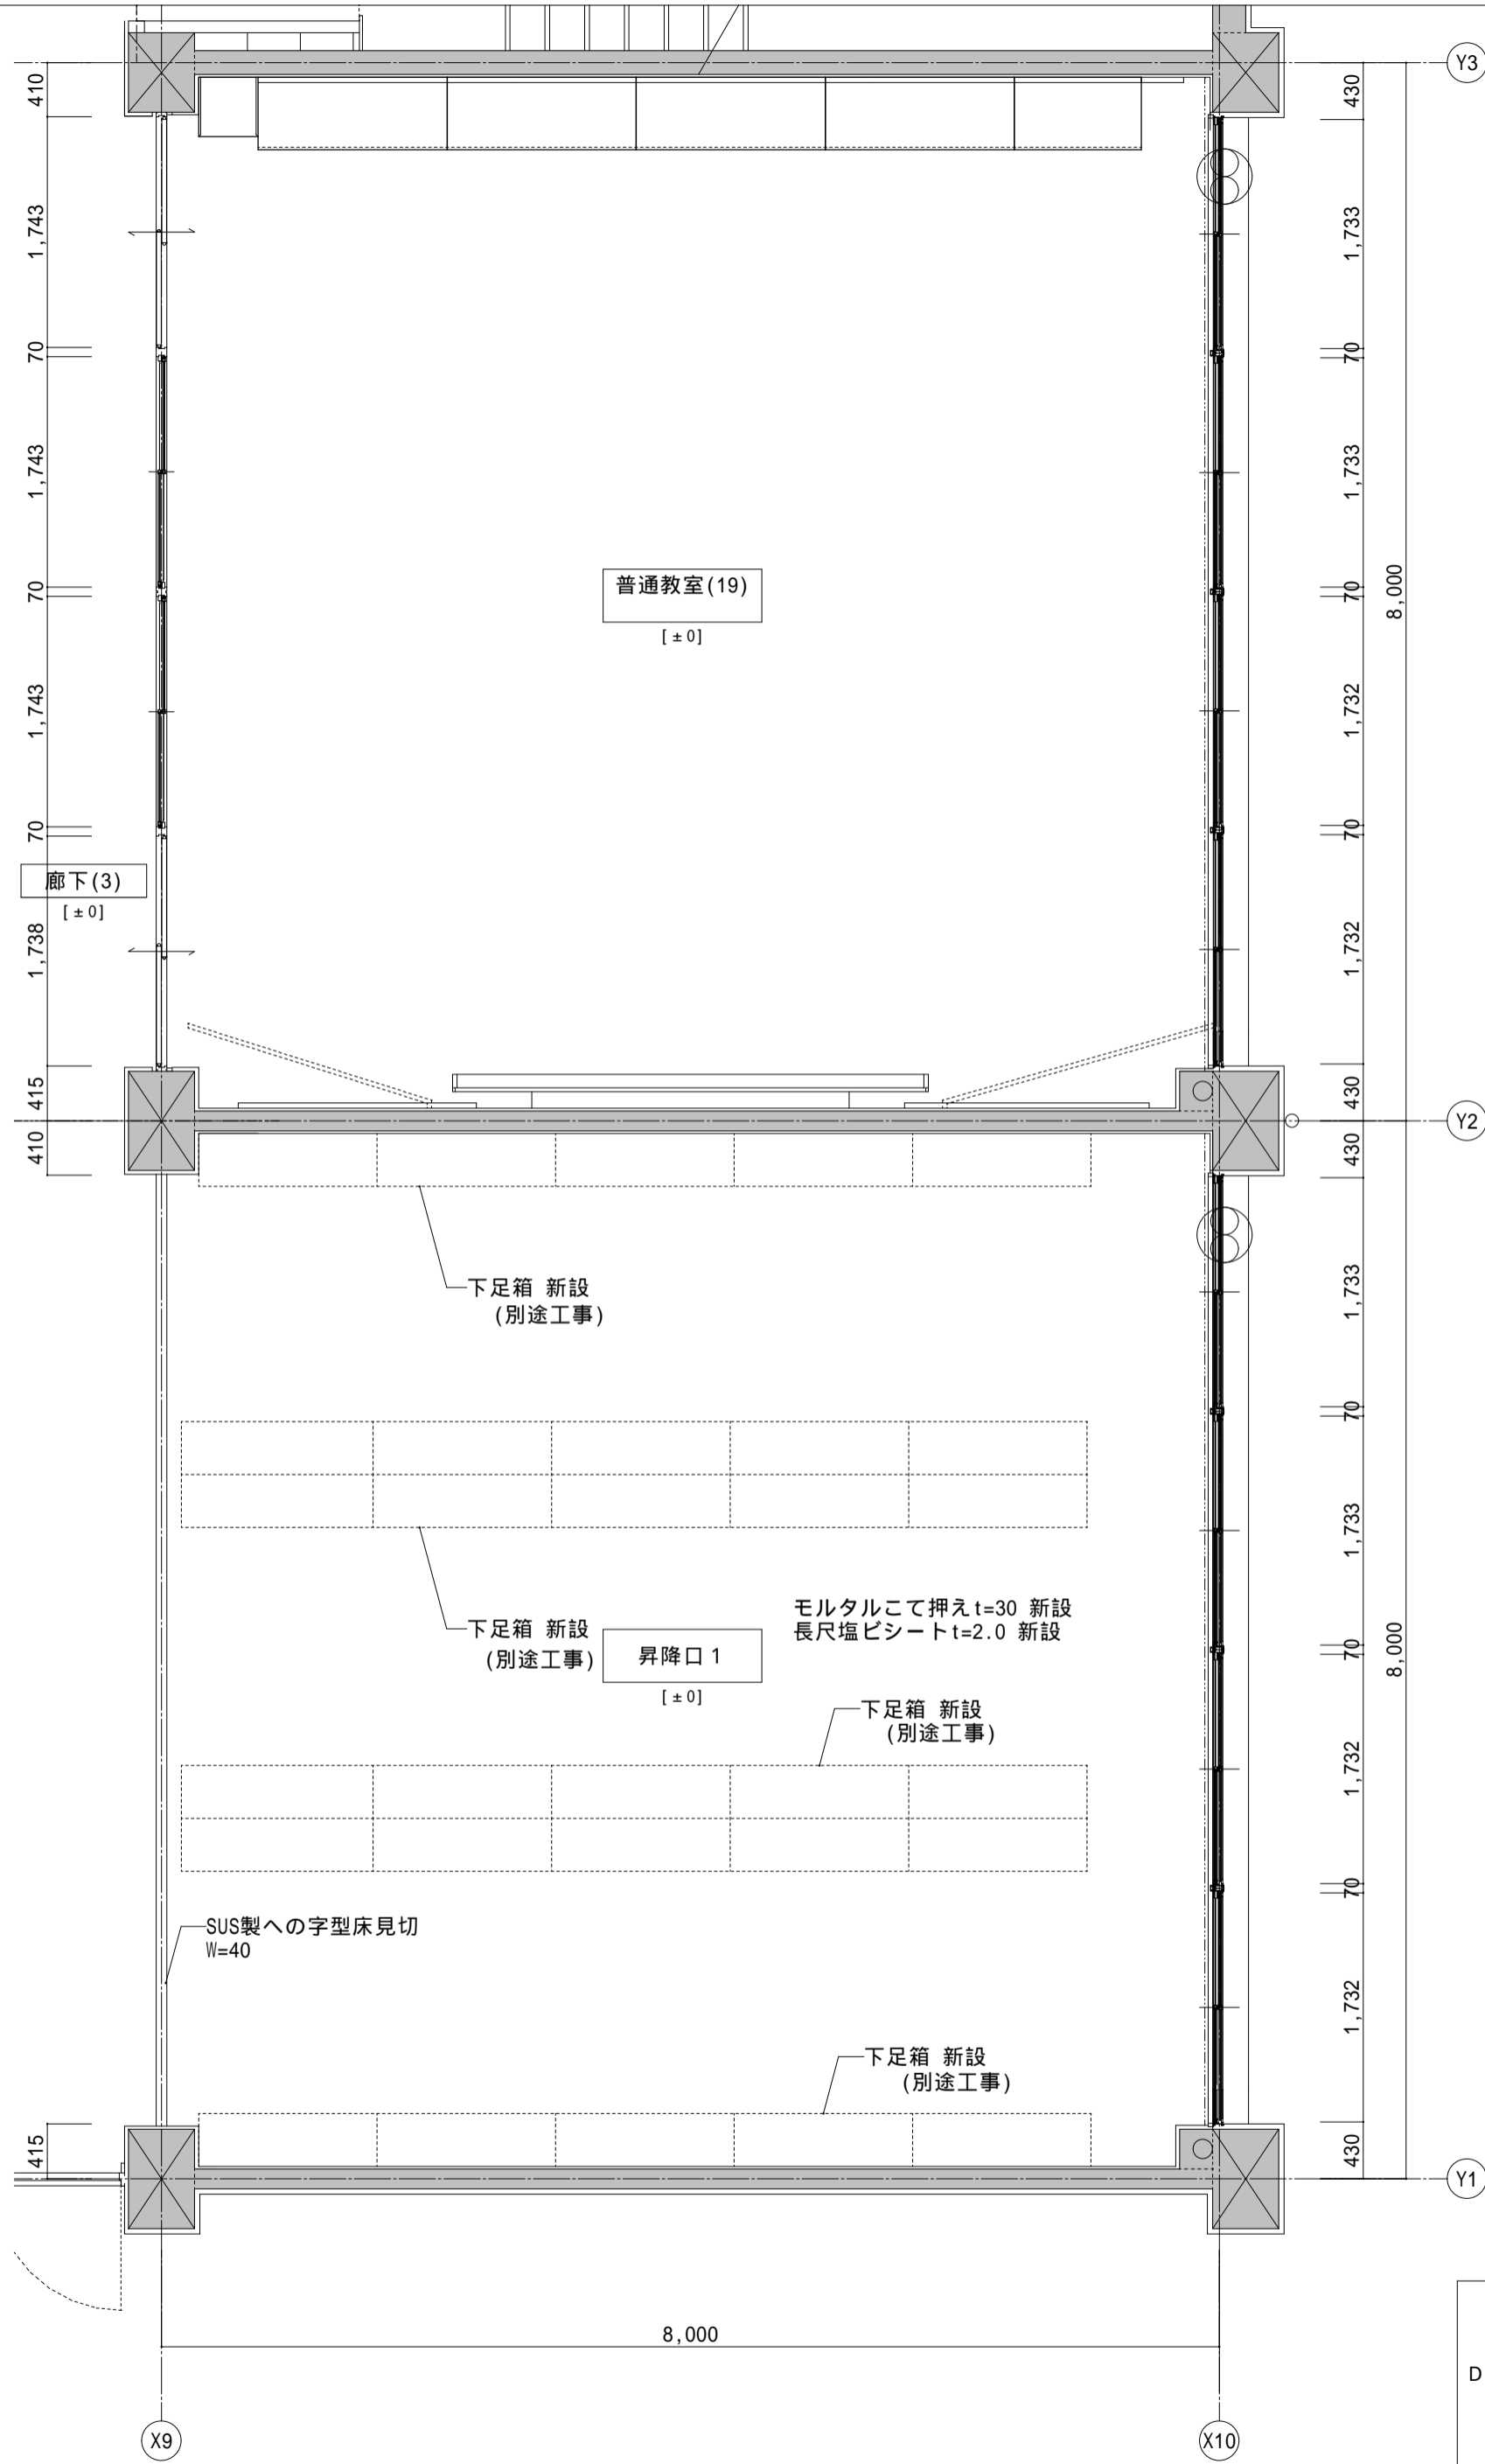 Y3
410
430
1,743
1,733
70
70
1,743
1,733
普通教室(19)
[±0]
8,000
70
70
1,743
1,732
70
70
廊下(3)
[±0]
1,738
1,732
415
430
Y2
410
430
下足箱 新設
(別途工事)
1,733
70
1,733
下足箱 新設
(別途工事)
モルタルこて押えt=30 新設
長尺塩ビシートt=2.0 新設
昇降口1
[±0]
70
8,000
下足箱 新設
(別途工事)
1,732
70
SUS製への字型床見切
W=40
1,732
下足箱 新設
(別途工事)
415
430
Y1
8,000
D
X9
X10